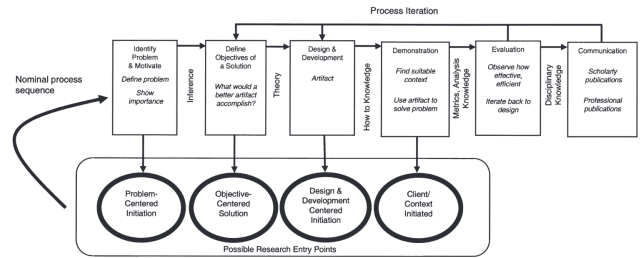 Process Iteration
Nominal process
sequence
Identify
Problem
& Motivate
Define problem
Show
importance
Inference
Define
Objectives of
a Solution
What would a
better artifact
accomplish?
Theory
Design &
Development
Artifact
How to Knowledge
Demonstration
Find suitable
context
Use artifact to
solve problem
Metrics, Analysis
Knowledge
Evaluation
Observe how
effective,
efficient
Iterate back to
design
Disciplinary
Knowledge
Communication
Scholarly
publications
Professional
publications
Problem-
Centered
Initiation
Objective-
Centered
Solution
Design &
Development
Centered
Initiation
Client/
Context
Initiated
Possible Research Entry Points